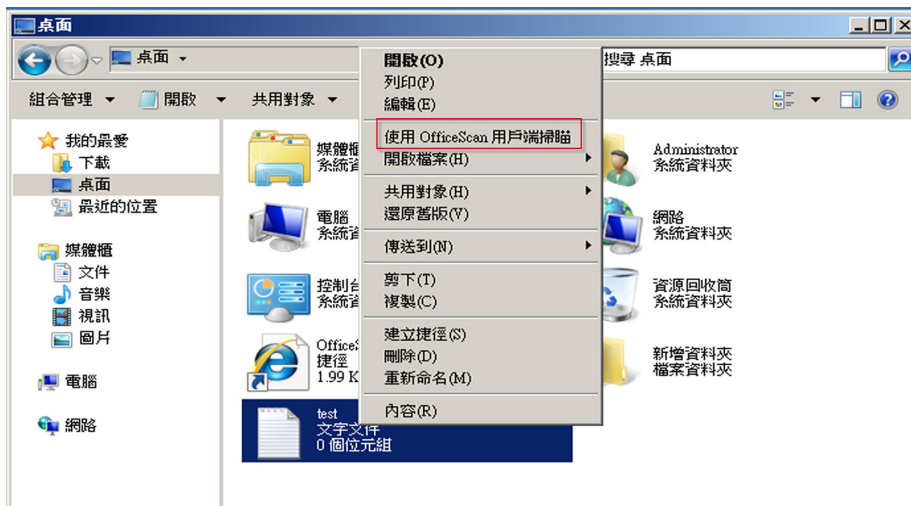 桌面
桌面
搜尋 桌面
組合管理
開啟
共用對象
我的最愛
下載
桌面
最近的位置
媒體櫃
文件
音樂
視訊
圖片
電腦
網路
媒體櫃
系統資
電腦
系統資
控制台
系統資
Office
捷徑
1.99 K
test
文字文件
0 個位元組
開啟(O)
列印(P)
編輯(E)
使用 OfficeScan 用戶端掃瞄
開啟檔案(H)
共用對象(H)
還原舊版(V)
傳送到(N)
剪下(T)
複製(C)
建立捷徑(S)
刪除(D)
重新命名(M)
內容(R)
Administrator
系統資料夾
網路
系統資料夾
資源回收筒
系統資料夾
新增資料夾
檔案資料夾